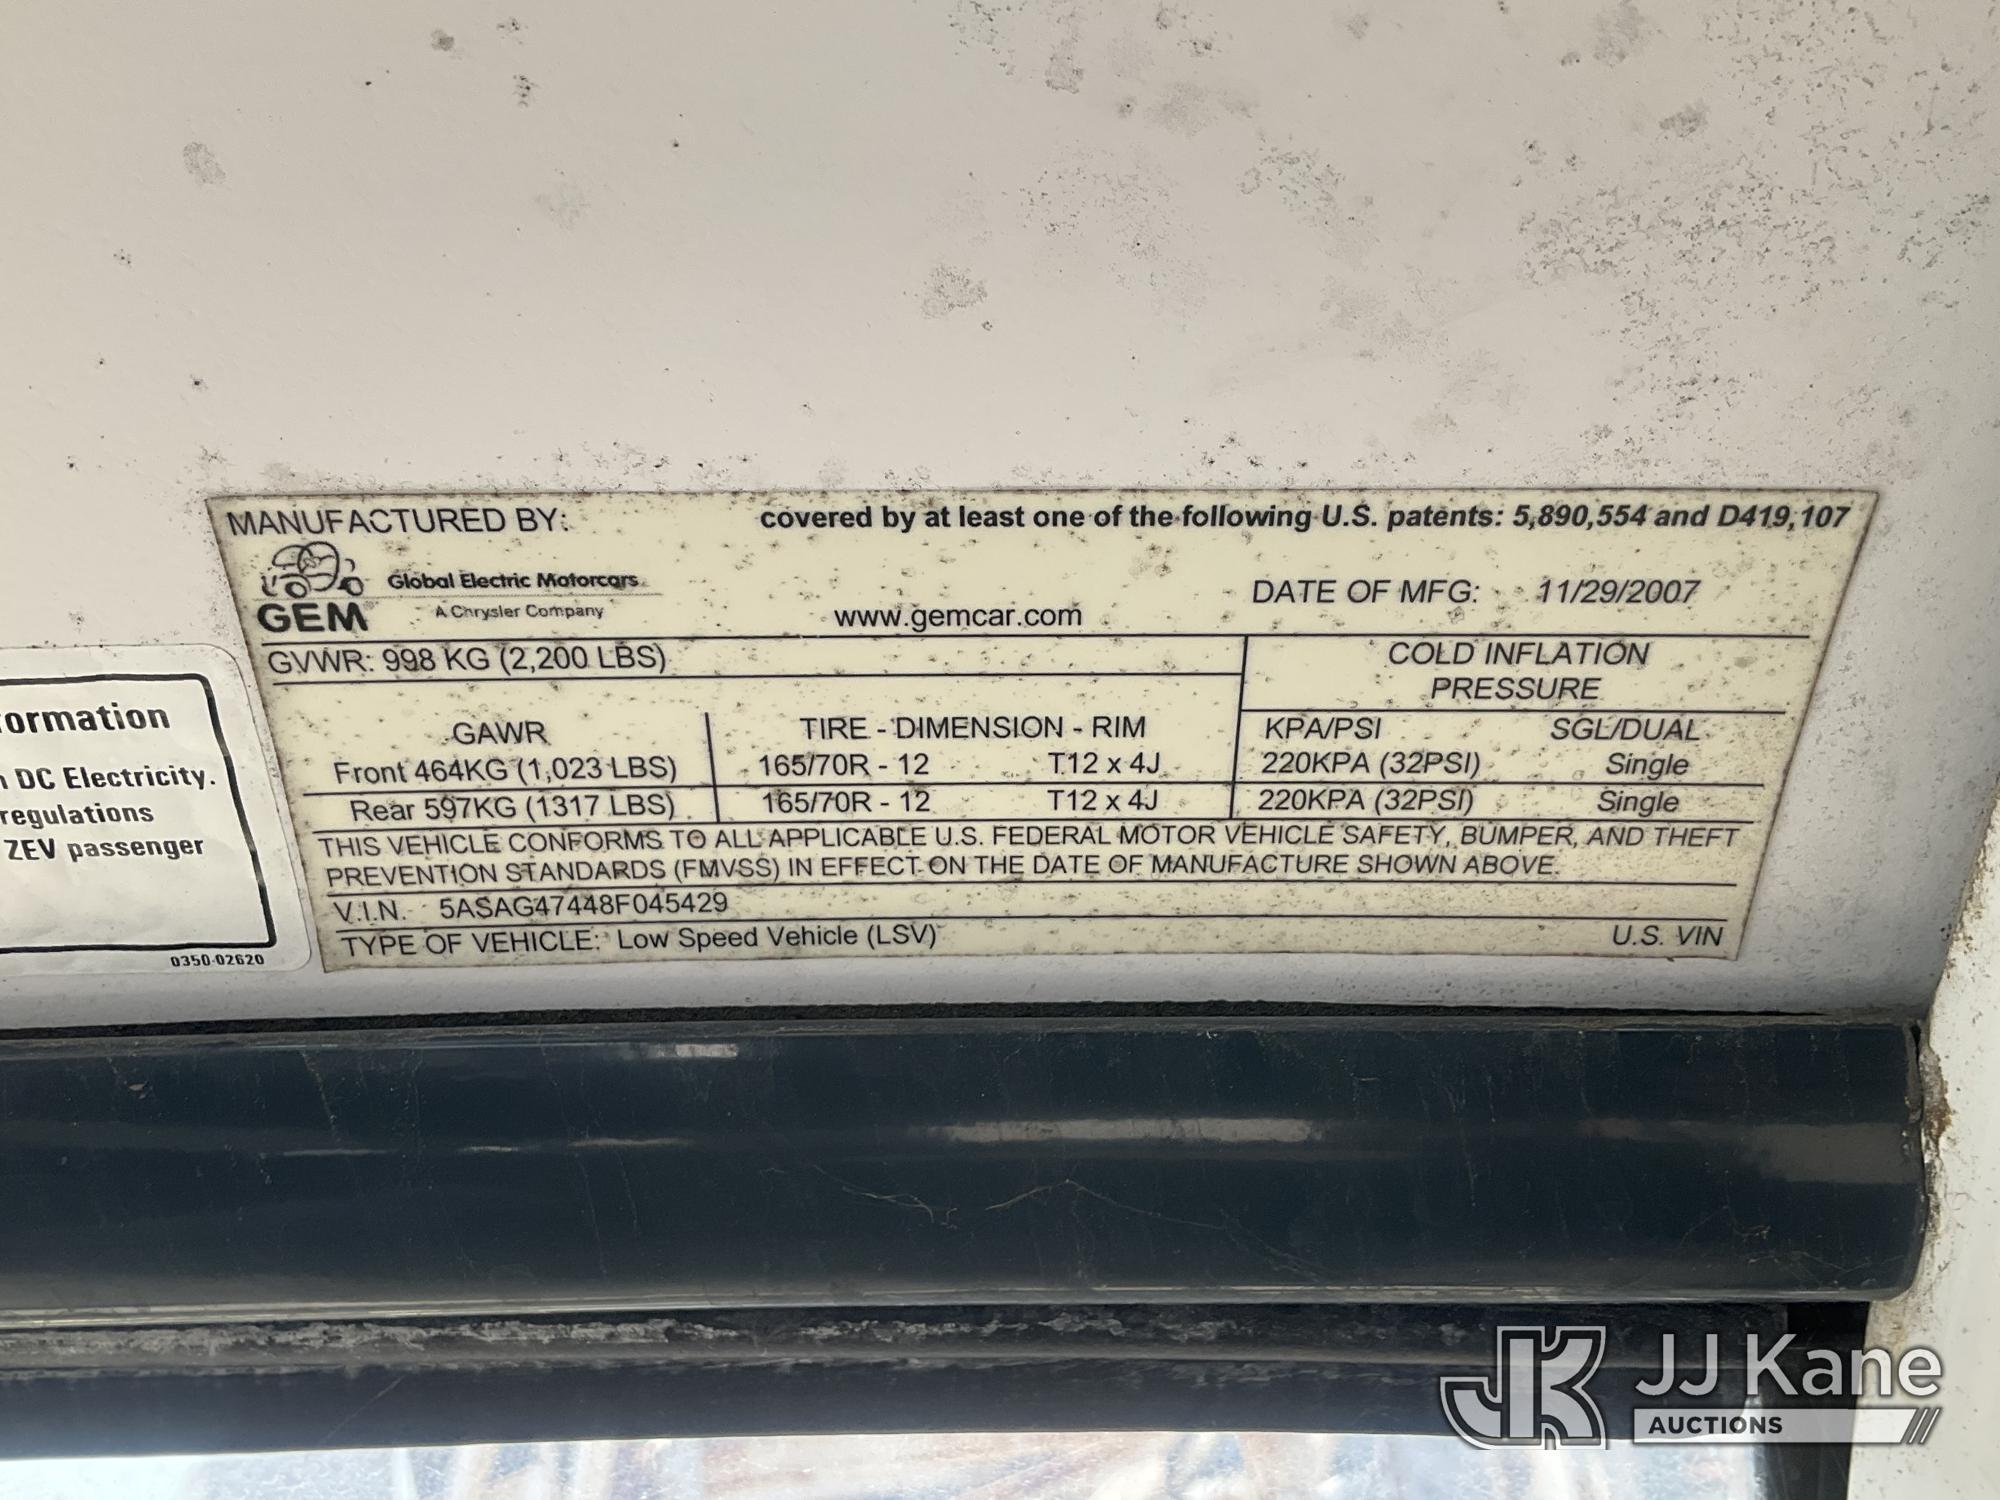 MANUFACTURED BY:
covered by at least one of the following U.S. patents: 5,890,554 and D419,107
GEM
Global Electric Motorcars
A Chrysler Company
www.gemcar.com
DATE OF MFG: 11/29/2007
GVWR: 998 KG (2,200 LBS)
COLD INFLATION
PRESSURE
GAWR TIRE - DIMENSION - RIM KPA/PSI SGL/DUAL
Front 464KG (1,023 LBS) 165/70R - 12 T12 x 4J 220KPA (32PSI) Single
Rear 597KG (1317 LBS) 165/70R - 12 T12 x 4J 220KPA (32PSI) Single
THIS VEHICLE CONFORMS TO ALL APPLICABLE U.S. FEDERAL MOTOR VEHICLE SAFETY, BUMPER, AND THEFT
PREVENTION STANDARDS (FMVSS) IN EFFECT ON THE DATE OF MANUFACTURE SHOWN ABOVE.
V.I.N. 5ASAG47448F045429
TYPE OF VEHICLE: Low Speed Vehicle (LSV) U.S. VIN
ormation
DC Electricity.
regulations
ZEV passenger
0350-02620
JJ Kane
AUCTIONS